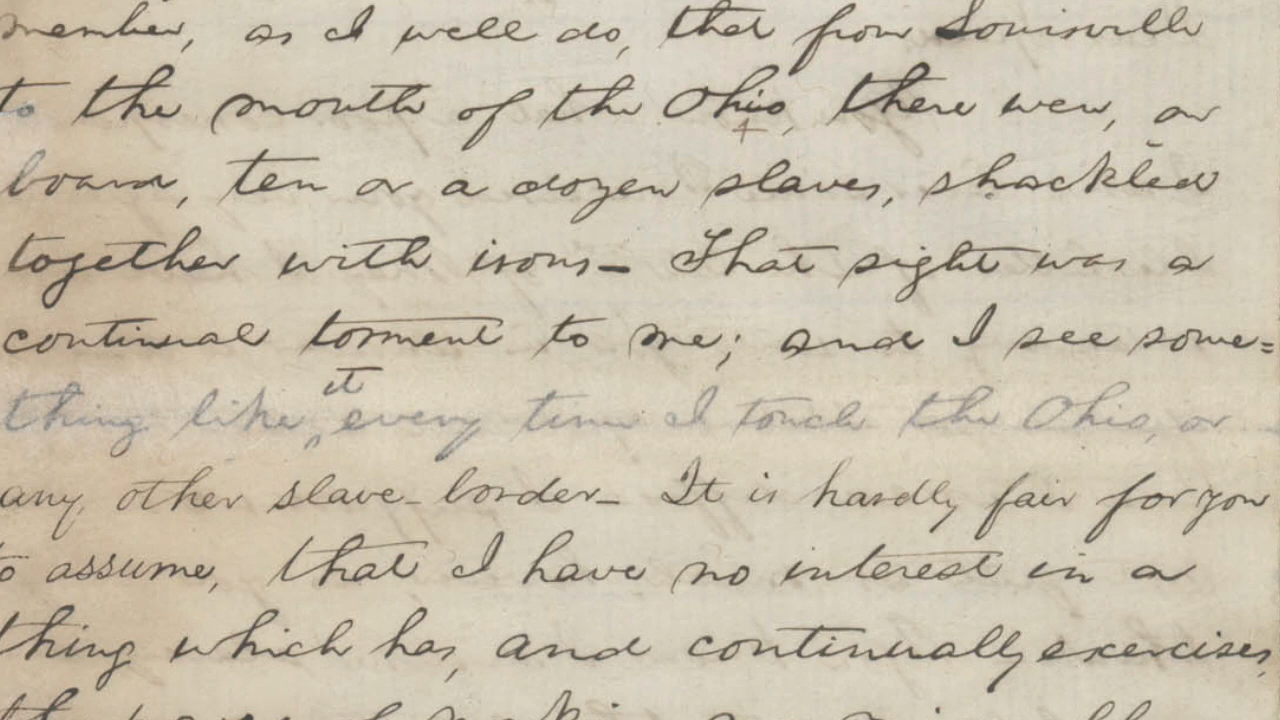 member, as I well do, that from Louisville
to the mouth of the Ohio, there were, on
board, ten or a dozen slaves, shackled
together with irons— That sight was a
continual torment to me; and I see some=
thing like it every time I touch the Ohio, or
any other slave-border— It is hardly fair for you
to assume, that I have no interest in a
thing which has, and continually exercises,